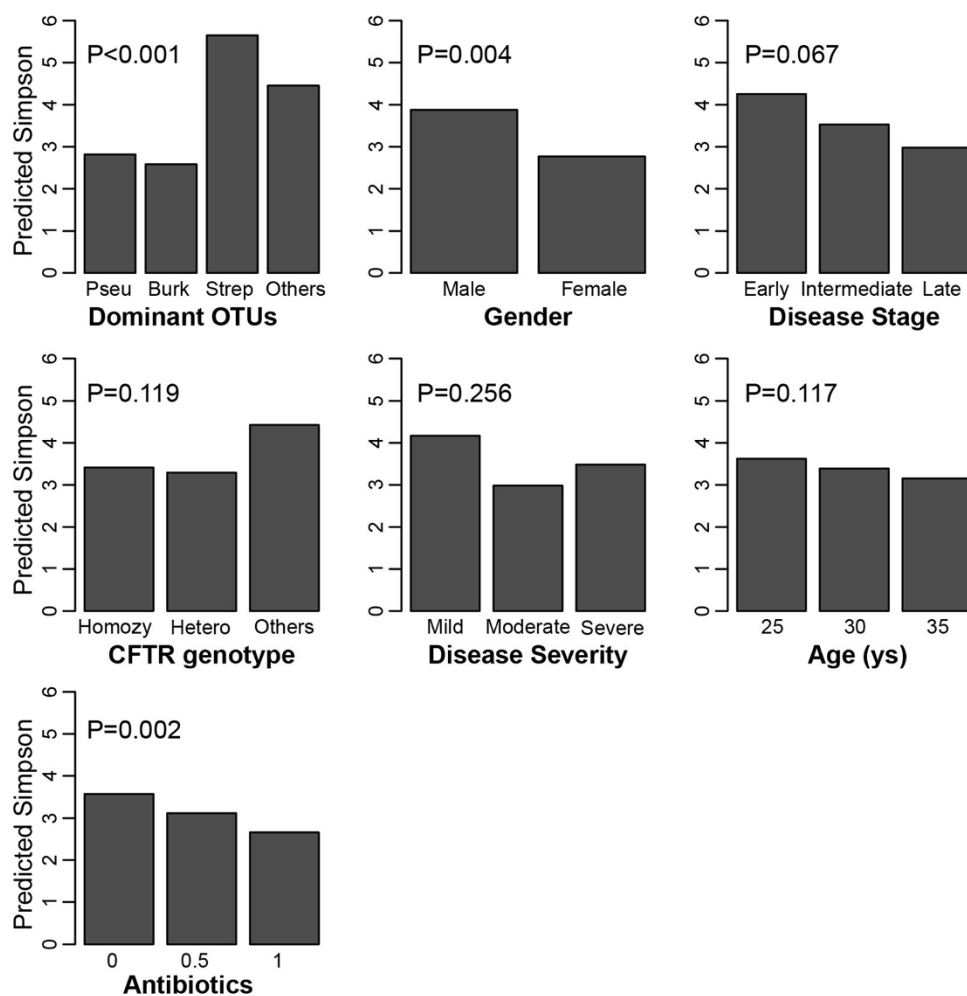 P<0.001
Predicted Simpson
0 1 2 3 4 5 6
Pseu Burk Strep Others
Dominant OTUs
P=0.004
0 1 2 3 4 5 6
Male Female
Gender
P=0.067
0 1 2 3 4 5 6
Early Intermediate Late
Disease Stage
P=0.119
Predicted Simpson
0 1 2 3 4 5 6
Homozy Hetero Others
CFTR genotype
P=0.256
0 1 2 3 4 5 6
Mild Moderate Severe
Disease Severity
P=0.117
0 1 2 3 4 5 6
25 30 35
Age (ys)
P=0.002
Predicted Simpson
0 1 2 3 4 5 6
0 0.5 1
Antibiotics